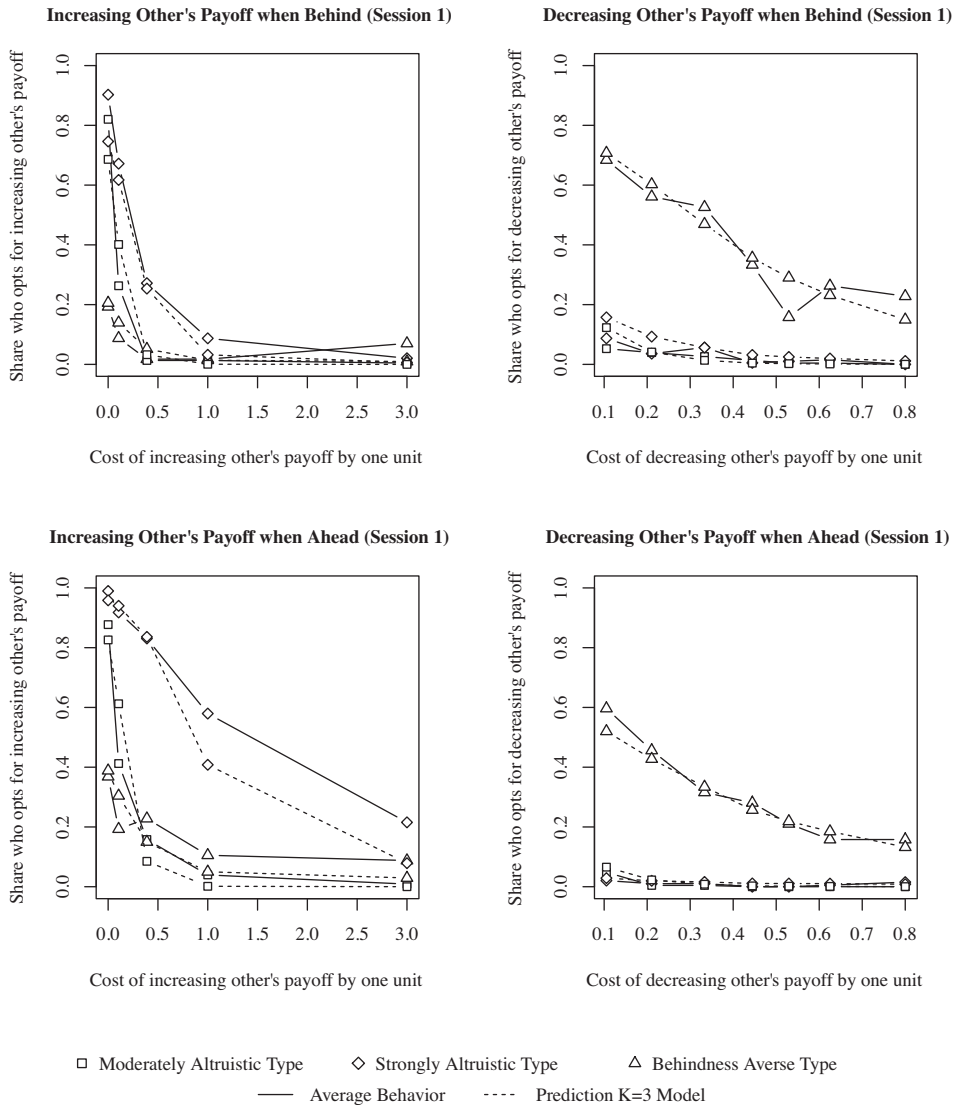 Increasing Other's Payoff when Behind (Session 1)
Share who opts for increasing other's payoff
1.0
0.8
0.6
0.4
0.2
0.0
0.0 0.5 1.0 1.5 2.0 2.5 3.0
Cost of increasing other's payoff by one unit
Decreasing Other's Payoff when Behind (Session 1)
Share who opts for decreasing other's payoff
1.0
0.8
0.6
0.4
0.2
0.0
0.1 0.2 0.3 0.4 0.5 0.6 0.7 0.8
Cost of decreasing other's payoff by one unit
Increasing Other's Payoff when Ahead (Session 1)
Share who opts for increasing other's payoff
1.0
0.8
0.6
0.4
0.2
0.0
0.0 0.5 1.0 1.5 2.0 2.5 3.0
Cost of increasing other's payoff by one unit
Decreasing Other's Payoff when Ahead (Session 1)
Share who opts for decreasing other's payoff
1.0
0.8
0.6
0.4
0.2
0.0
0.1 0.2 0.3 0.4 0.5 0.6 0.7 0.8
Cost of decreasing other's payoff by one unit
Moderately Altruistic Type Strongly Altruistic Type Behindness Averse Type
Average Behavior Prediction K=3 Model